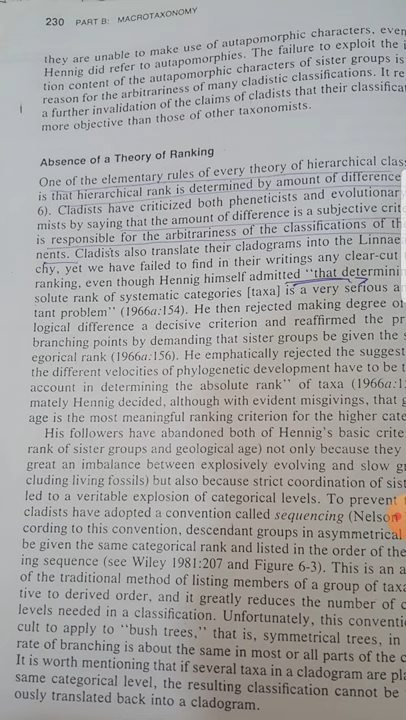 230 PART B: MACROTAXONOMY
they are unable to make use of autapomorphic characters, even
Hennig did refer to autapomorphies. The failure to exploit the i
tion content of the autapomorphic characters of sister groups is
reason for the arbitrariness of many cladistic classifications. It re
a further invalidation of the claims of cladists that their classifica
more objective than those of other taxonomists.
Absence of a Theory of Ranking
One of the elementary rules of every theory of hierarchical clas
is that hierarchical rank is determined by amount of difference
6). Cladists have criticized both pheneticists and evolutionar
mists by saying that the amount of difference is a subjective crit
is responsible for the arbitrariness of the classifications of th
nents. Cladists also translate their cladograms into the Linnae
chy, yet we have failed to find in their writings any clear-cut
ranking, even though Hennig himself admitted "that determini
solute rank of systematic categories [taxa] is a very serious a
tant problem" (1966a:154). He then rejected making degree of
logical difference a decisive criterion and reaffirmed the pr
branching points by demanding that sister groups be given the s
egorical rank (1966a:156). He emphatically rejected the suggest
the different velocities of phylogenetic development have to be t
account in determining the absolute rank" of taxa (1966a:1
mately Hennig decided, although with evident misgivings, that g
age is the most meaningful ranking criterion for the higher cate
His followers have abandoned both of Hennig's basic crite
rank of sister groups and geological age) not only because they
great an imbalance between explosively evolving and slow g
cluding living fossils) but also because strict coordination of sist
led to a veritable explosion of categorical levels. To prevent
cladists have adopted a convention called sequencing (Nelson
cording to this convention, descendant groups in asymmetrical
be given the same categorical rank and listed in the order of the
ing sequence (see Wiley 1981:207 and Figure 6-3). This is an a
of the traditional method of listing members of a group of taxa
tive to derived order, and it greatly reduces the number of c
levels needed in a classification. Unfortunately, this conventi
cult to apply to "bush trees," that is, symmetrical trees, in
rate of branching is about the same in most or all parts of the c
It is worth mentioning that if several taxa in a cladogram are pla
same categorical level, the resulting classification cannot be
ously translated back into a cladogram.